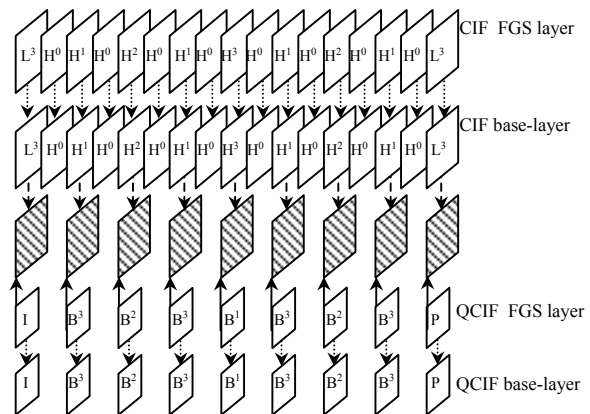 CIF FGS layer
L³ H⁰ H¹ H⁰ H² H⁰ H¹ H⁰ H³ H⁰ H¹ H⁰ H² H⁰ H¹ H⁰ L³
CIF base-layer
L³ H⁰ H¹ H⁰ H² H⁰ H¹ H⁰ H³ H⁰ H¹ H⁰ H² H⁰ H¹ H⁰ L³
I B³ B² B³ B¹ B³ B² B³ P QCIF FGS layer
I B³ B² B³ B¹ B³ B² B³ P QCIF base-layer